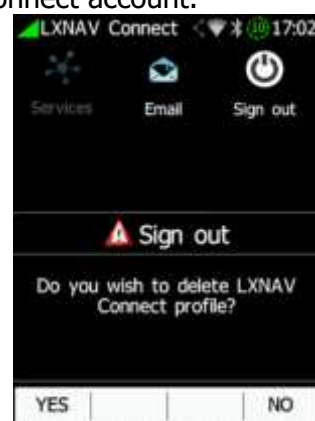 onnect account.
LXNAV Connect 10 17:02
Services Email Sign out
Sign out
Do you wish to delete LXNAV
Connect profile?
YES NO